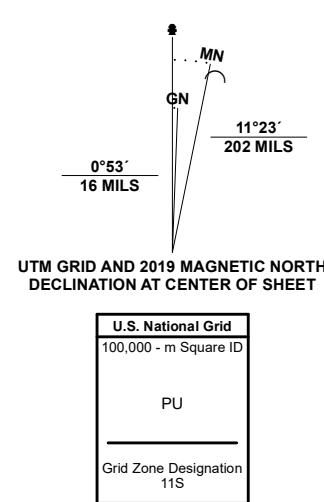 MN
GN
11°23´
202 MILS
0°53´
16 MILS
UTM GRID AND 2019 MAGNETIC NORTH
DECLINATION AT CENTER OF SHEET
U.S. National Grid
100,000 - m Square ID
PU
Grid Zone Designation
11S